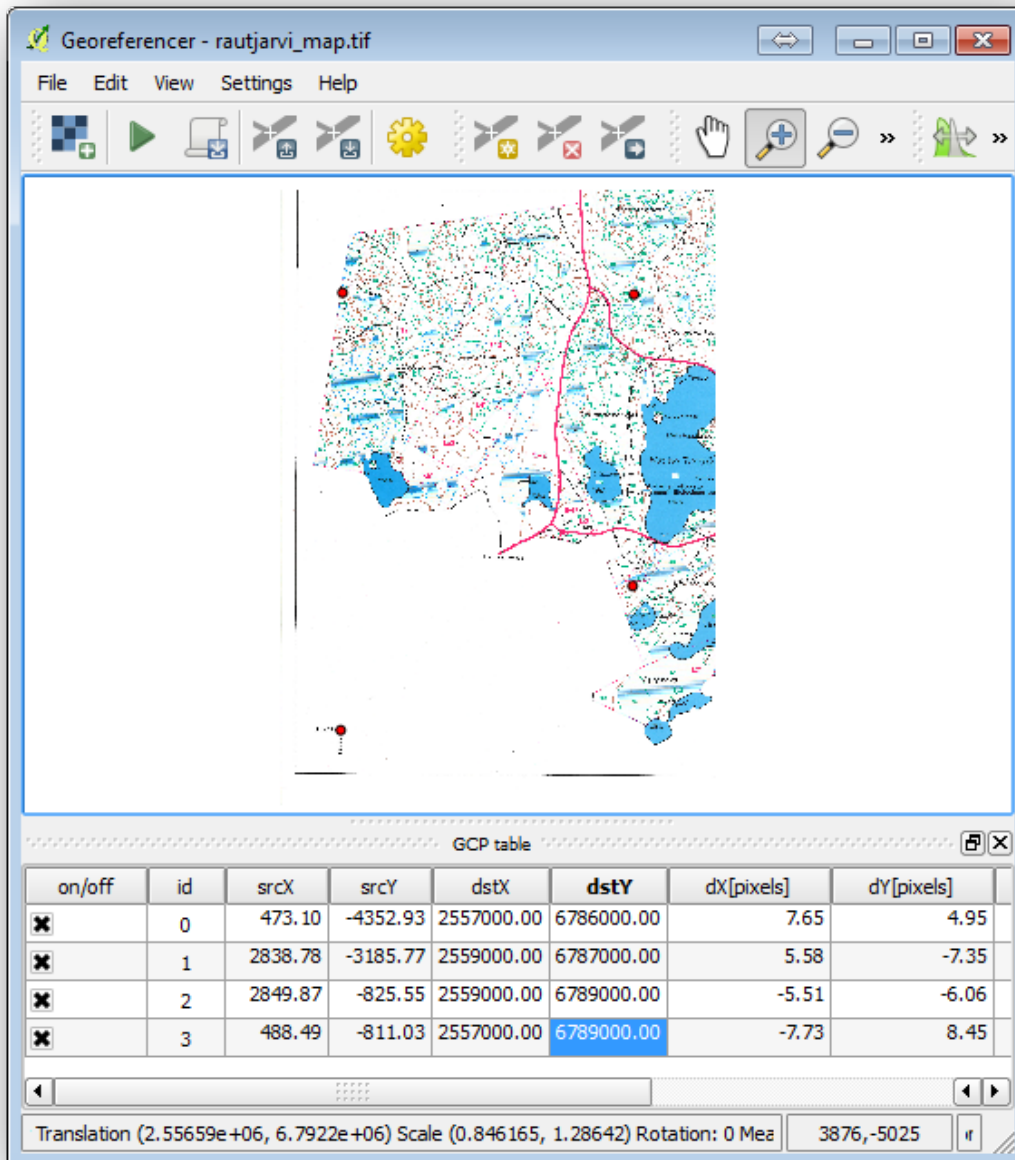 Georeferencer - rautjarvi_map.tif
File Edit View Settings Help
» »
GCP table
on/off id srcX srcY dstX dstY dX[pixels] dY[pixels]
0 473.10 -4352.93 2557000.00 6786000.00 7.65 4.95
1 2838.78 -3185.77 2559000.00 6787000.00 5.58 -7.35
2 2849.87 -825.55 2559000.00 6789000.00 -5.51 -6.06
3 488.49 -811.03 2557000.00 6789000.00 -7.73 8.45
Translation (2.55659e+06, 6.7922e+06) Scale (0.846165, 1.28642) Rotation: 0 Mea 3876,-5025